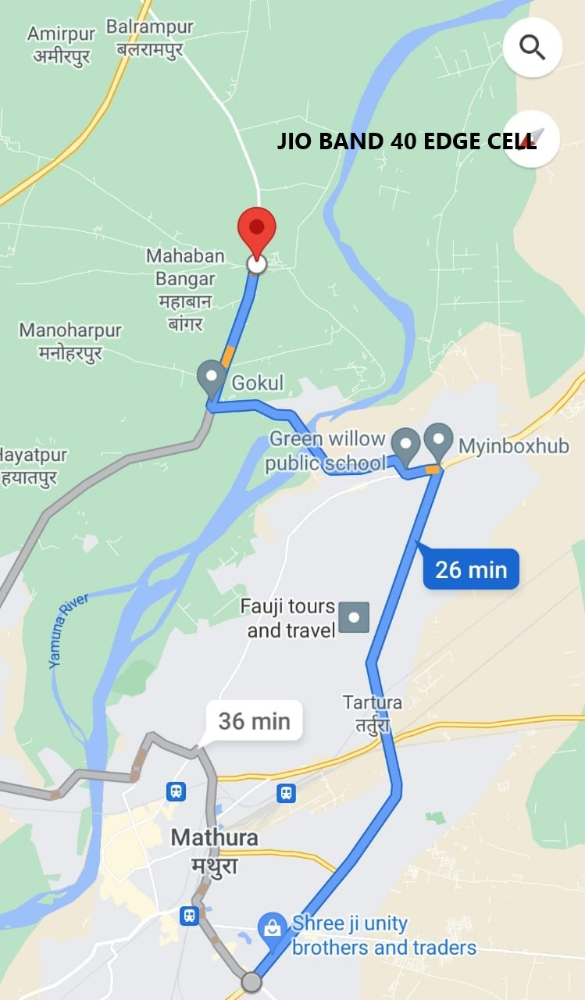 Amirpur
अमीरपुर
Balrampur
बलरामपुर
JIO BAND 40 EDGE CELL
Mahaban
Bangar
महाबान
बांगर
Manoharpur
मनोहरपुर
Gokul
Green willow
public school
Myinboxhub
Hayatpur
हयातपुर
26 min
Yamuna River
Fauji tours
and travel
Tartura
तर्तुरा
36 min
Mathura
मथुरा
Shree ji unity
brothers and traders